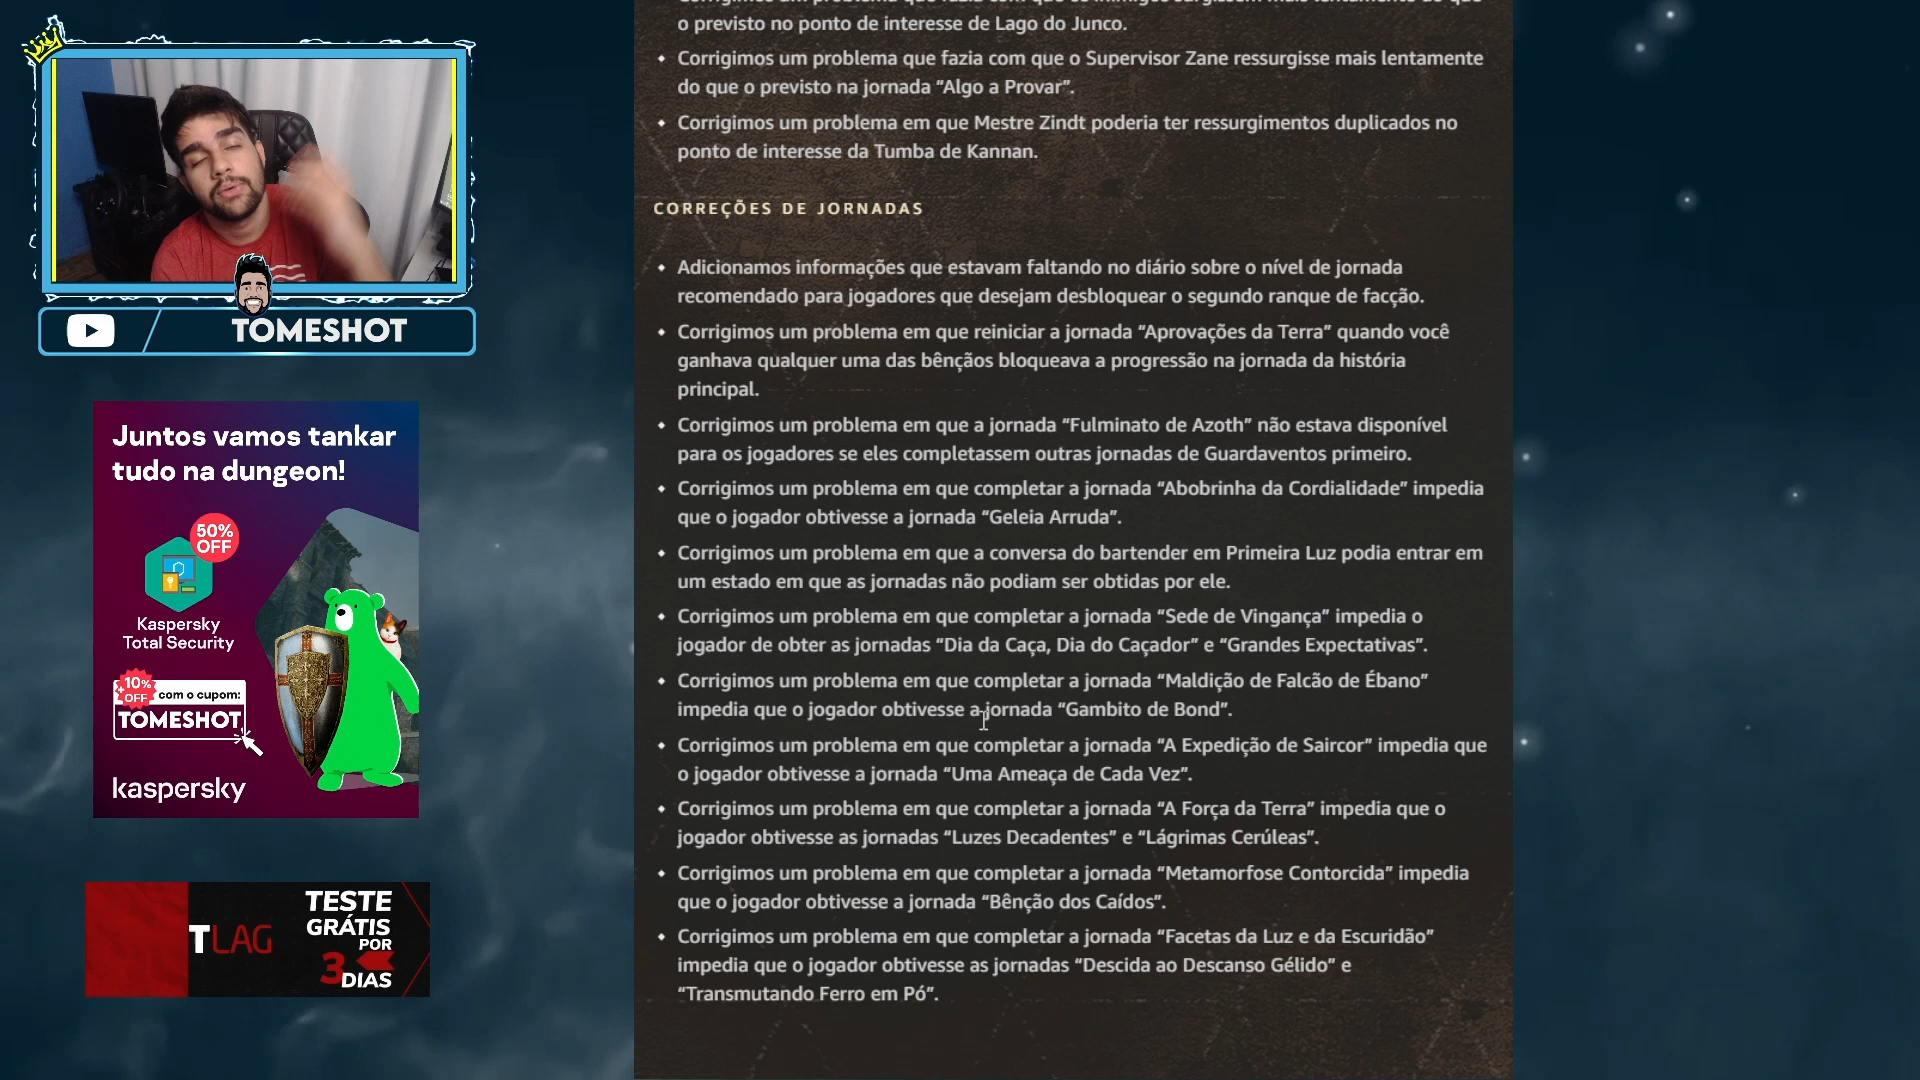 o previsto no ponto de interesse de Lago do Junco.
Corrigimos um problema que fazia com que o Supervisor Zane ressurgisse mais lentamente
do que o previsto na jornada “Algo a Provar”.
Corrigimos um problema em que Mestre Zindt poderia ter ressurgimentos duplicados no
ponto de interesse da Tumba de Kannan.
CORREÇÕES DE JORNADAS
Adicionamos informações que estavam faltando no diário sobre o nível de jornada
recomendado para jogadores que desejam desbloquear o segundo ranque de facção.
Corrigimos um problema em que reiniciar a jornada “Aprovações da Terra” quando você
ganhava qualquer uma das bênçãos bloqueava a progressão na jornada da história
principal.
Corrigimos um problema em que a jornada “Fulminato de Azoth” não estava disponível
para os jogadores se eles completassem outras jornadas de Guardaventos primeiro.
Corrigimos um problema em que completar a jornada “Abobrinha da Cordialidade” impedia
que o jogador obtivesse a jornada “Geleia Arruda”.
Corrigimos um problema em que a conversa do bartender em Primeira Luz podia entrar em
um estado em que as jornadas não podiam ser obtidas por ele.
Corrigimos um problema em que completar a jornada “Sede de Vingança” impedia o
jogador de obter as jornadas “Dia da Caça, Dia do Caçador” e “Grandes Expectativas”.
Corrigimos um problema em que completar a jornada “Maldição de Falcão de Ébano”
impedia que o jogador obtivesse a jornada “Gambito de Bond”.
Corrigimos um problema em que completar a jornada “A Expedição de Saircor” impedia que
o jogador obtivesse a jornada “Uma Ameaça de Cada Vez”.
Corrigimos um problema em que completar a jornada “A Força da Terra” impedia que o
jogador obtivesse as jornadas “Luzes Decadentes” e “Lágrimas Cerúleas”.
Corrigimos um problema em que completar a jornada “Metamorfose Contorcida” impedia
que o jogador obtivesse a jornada “Bênção dos Caídos”.
Corrigimos um problema em que completar a jornada “Facetas da Luz e da Escuridão”
impedia que o jogador obtivesse as jornadas “Descida ao Descanso Gélido” e
“Transmutando Ferro em Pó”.
TOMESHOT
Juntos vamos tankar
tudo na dungeon!
50%
OFF
Kaspersky
Total Security
+10%
OFF
com o cupom:
TOMESHOT
kaspersky
TLAG
TESTE
GRÁTIS
POR
3
DIAS